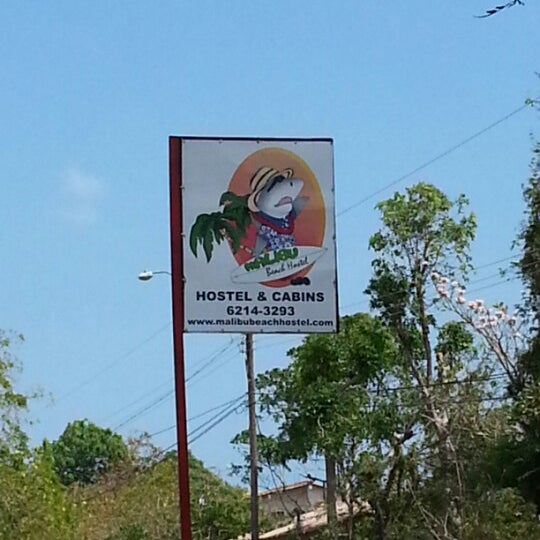 MALIBU
Beach Hostel
HOSTEL & CABINS
6214-3293
www.malibubeachhostel.com